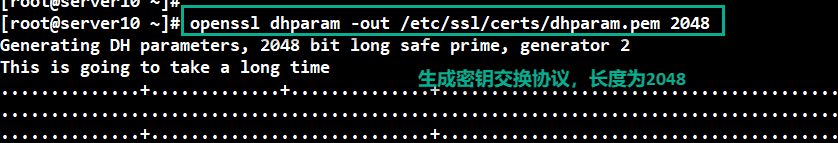 [root@server10 ~]#
[root@server10 ~]# openssl dhparam -out /etc/ssl/certs/dhparam.pem 2048
Generating DH parameters, 2048 bit long safe prime, generator 2
This is going to take a long time
生成密钥交换协议，长度为2048
..............+.............+..............+........................................
...........................................+........................................
..............+............................+........................................